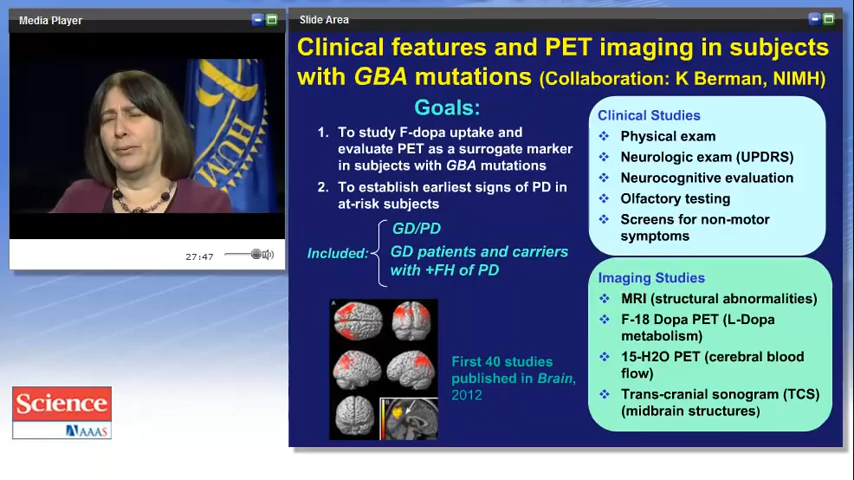 Media Player
27:47
Science
AAAS
Slide Area
Clinical features and PET imaging in subjects
with GBA mutations (Collaboration: K Berman, NIMH)
Goals:
1. To study F-dopa uptake and
evaluate PET as a surrogate marker
in subjects with GBA mutations
2. To establish earliest signs of PD in
at-risk subjects
Included:
GD/PD
GD patients and carriers
with +FH of PD
First 40 studies
published in Brain,
2012
Clinical Studies
Physical exam
Neurologic exam (UPDRS)
Neurocognitive evaluation
Olfactory testing
Screens for non-motor
symptoms
Imaging Studies
MRI (structural abnormalities)
F-18 Dopa PET (L-Dopa
metabolism)
15-H2O PET (cerebral blood
flow)
Trans-cranial sonogram (TCS)
(midbrain structures)